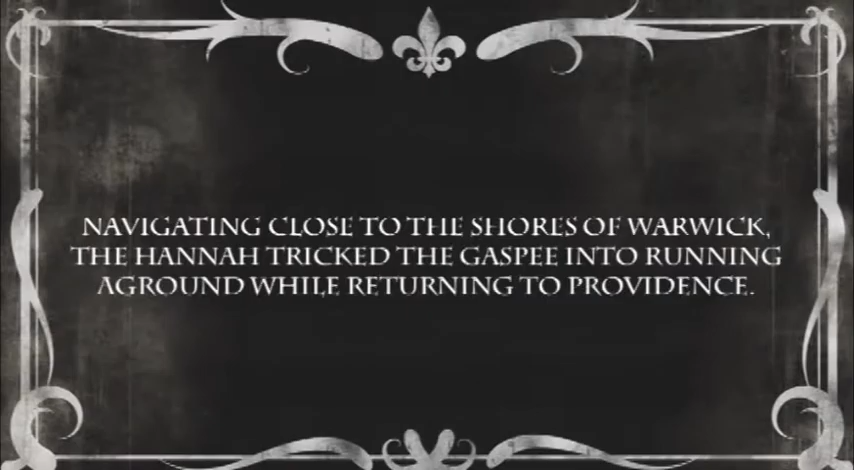 NAVIGATING CLOSE TO THE SHORES OF WARWICK,
THE HANNAH TRICKED THE GASPEE INTO RUNNING
AGROUND WHILE RETURNING TO PROVIDENCE.